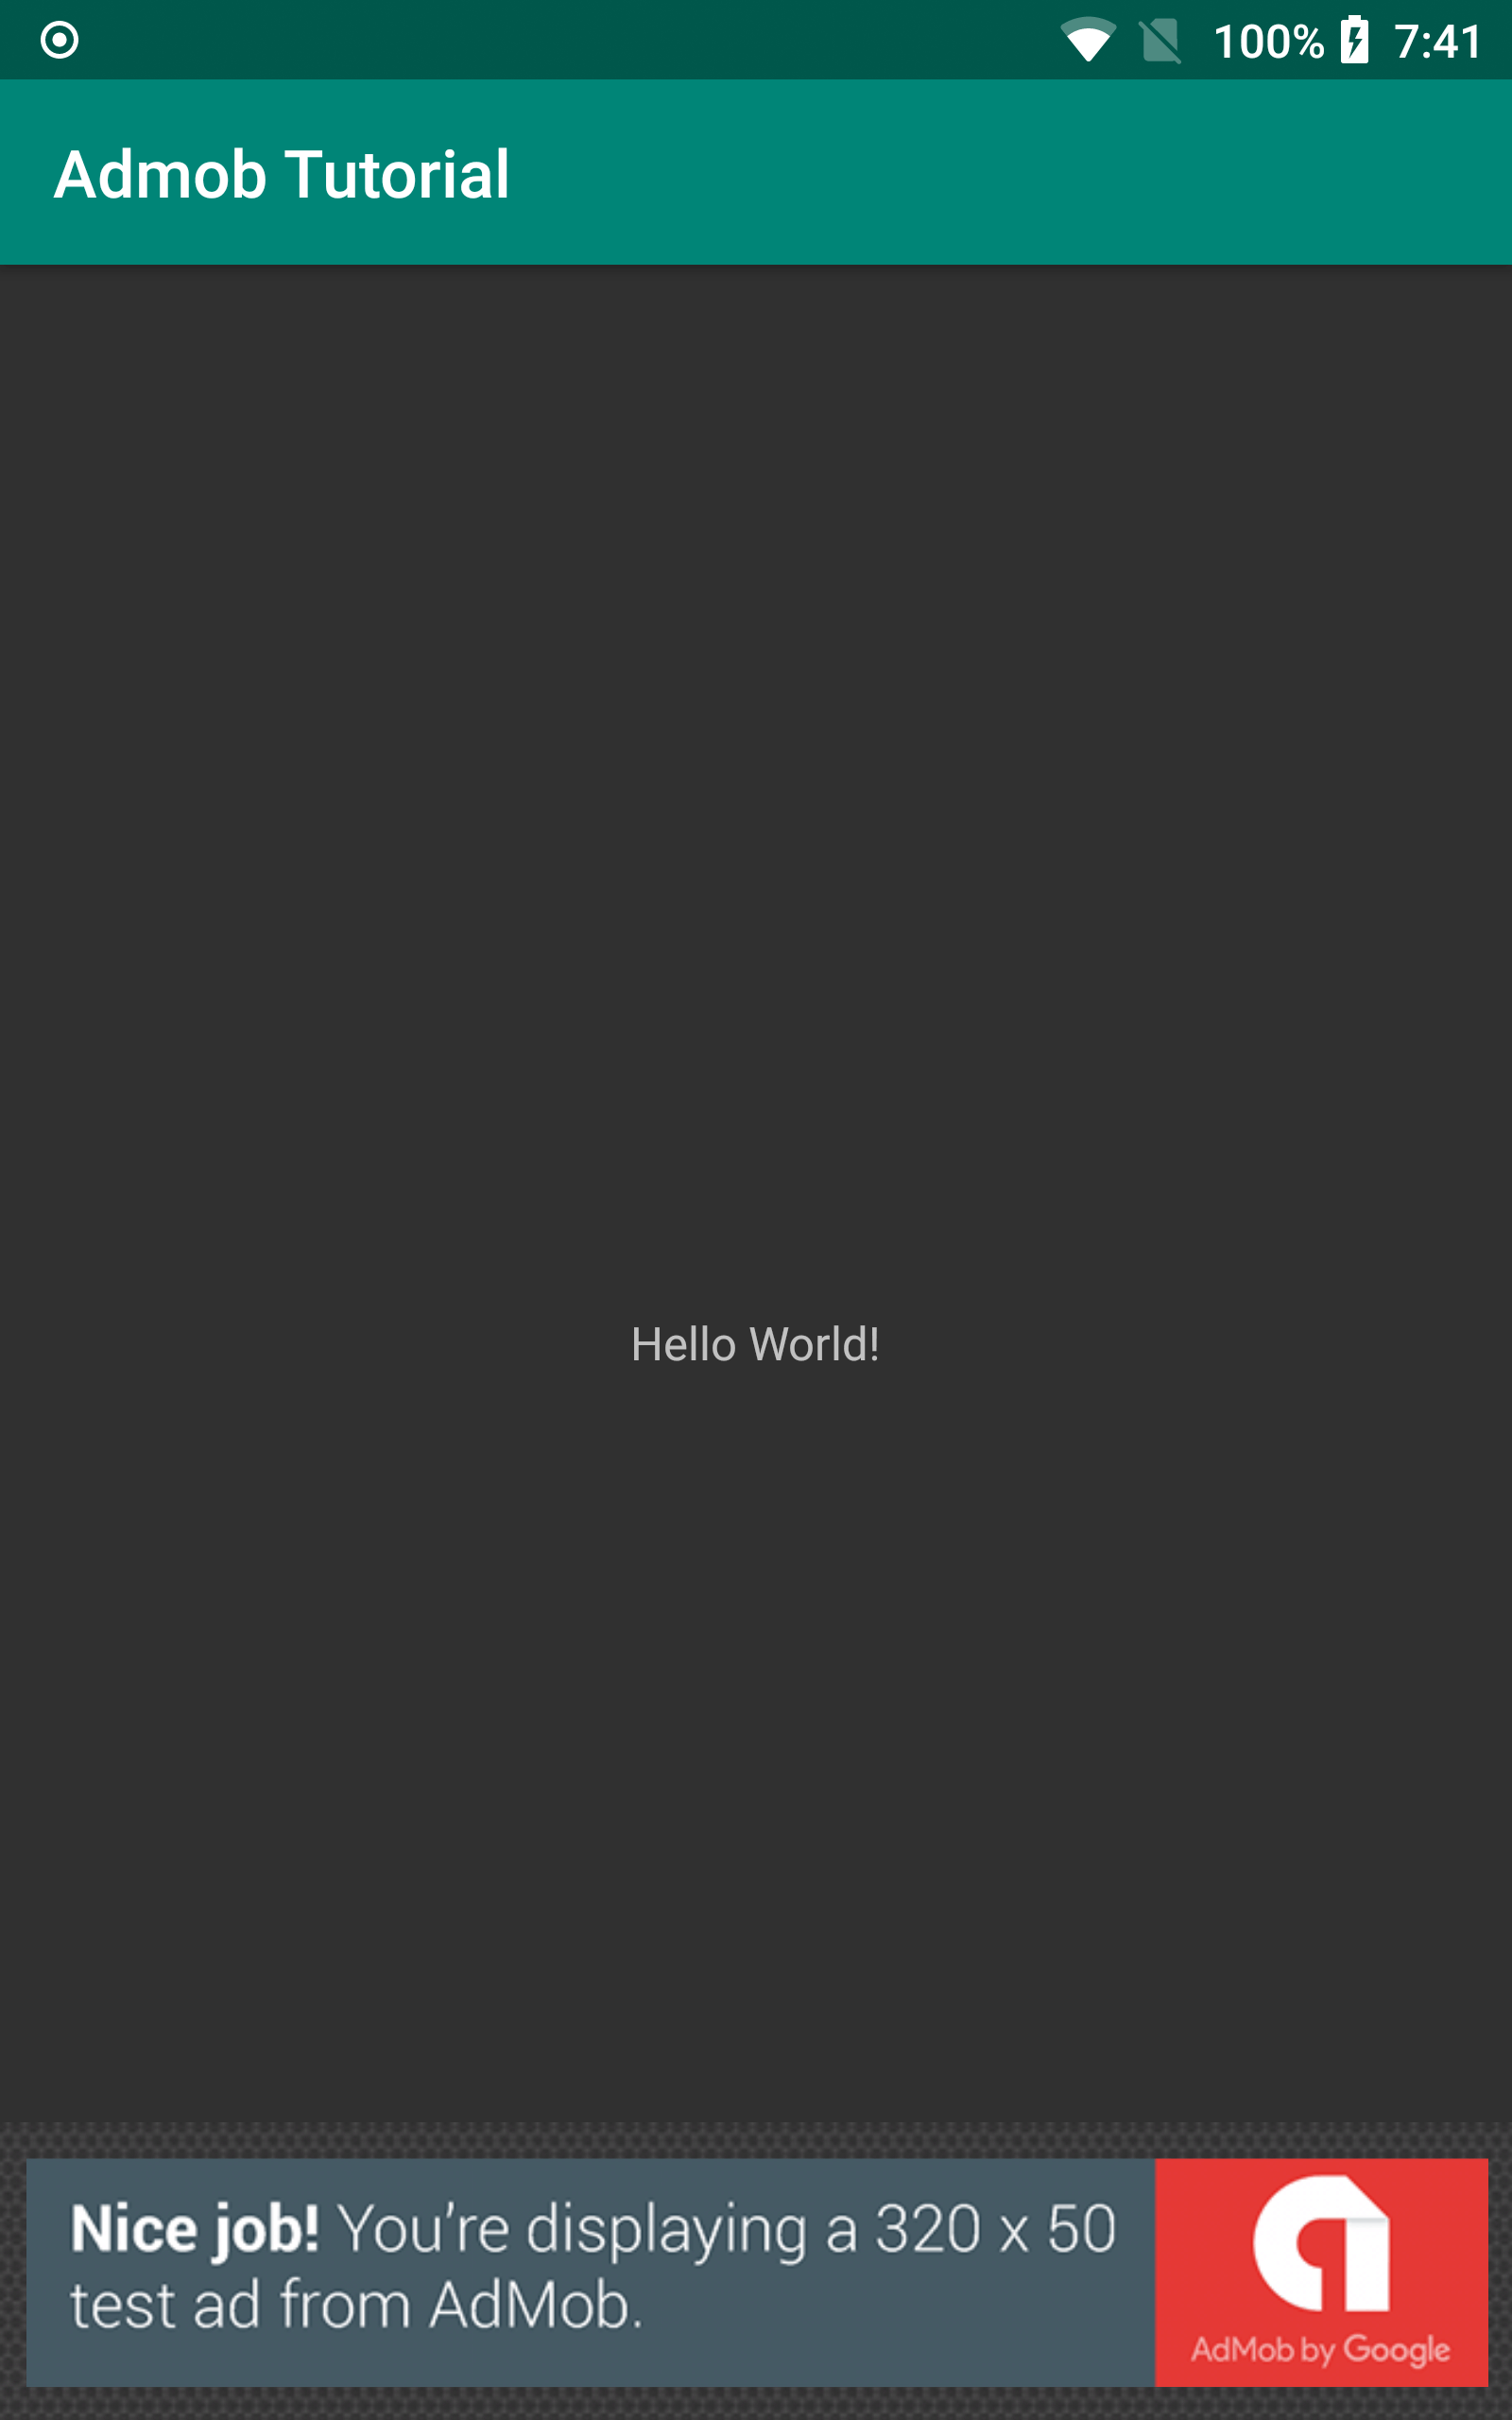 100% 7:41
Admob Tutorial
Hello World!
Nice job! You're displaying a 320 x 50
test ad from AdMob.
AdMob by Google